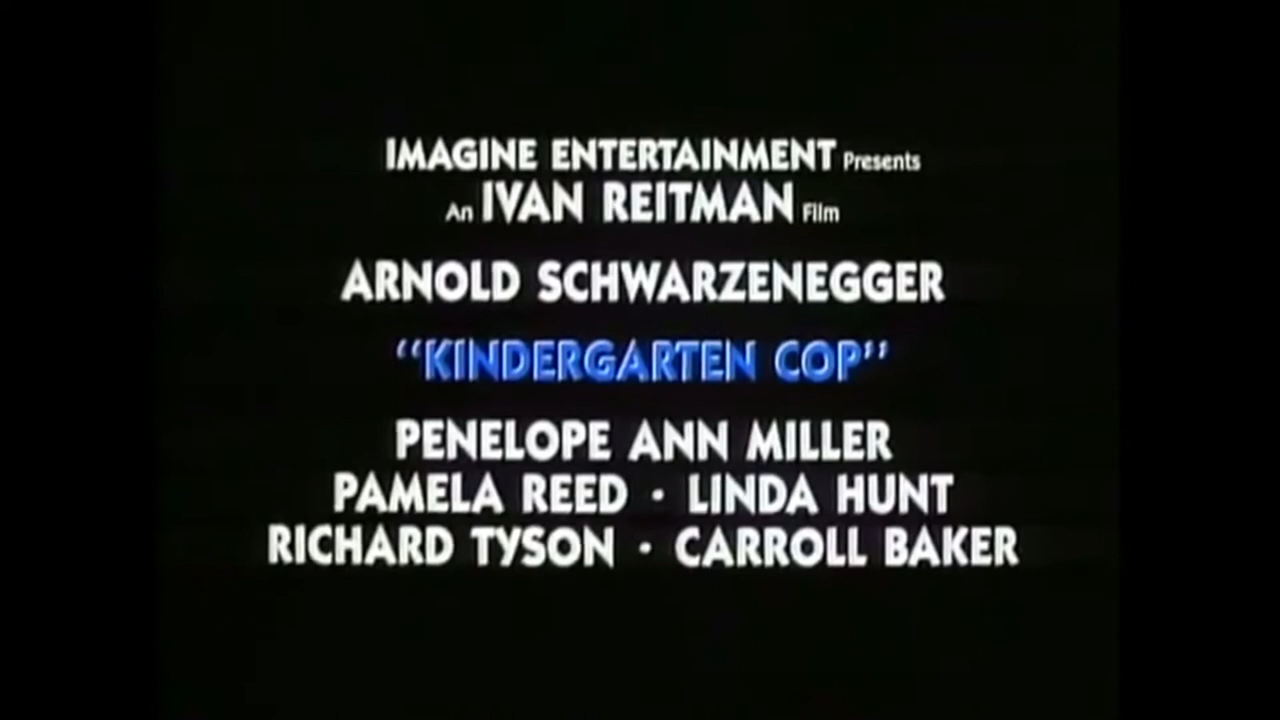 IMAGINE ENTERTAINMENT Presents
An IVAN REITMAN Film
ARNOLD SCHWARZENEGGER
“KINDERGARTEN COP”
PENELOPE ANN MILLER
PAMELA REED · LINDA HUNT
RICHARD TYSON · CARROLL BAKER